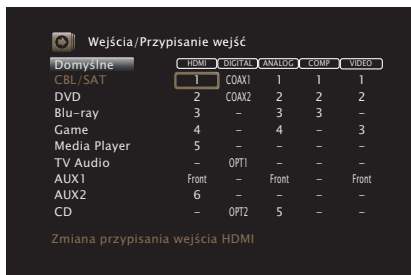 Wejścia/Przypisanie wejść
Domyślne HDMI DIGITAL ANALOG COMP VIDEO
CBL/SAT 1 COAX1 1 1 1
DVD 2 COAX2 2 2 2
Blu-ray 3 – 3 3 –
Game 4 – 4 – 3
Media Player 5 – – – –
TV Audio – OPT1 – – –
AUX1 Front – Front – Front
AUX2 6 – – – –
CD – OPT2 5 – –
Zmiana przypisania wejścia HDMI